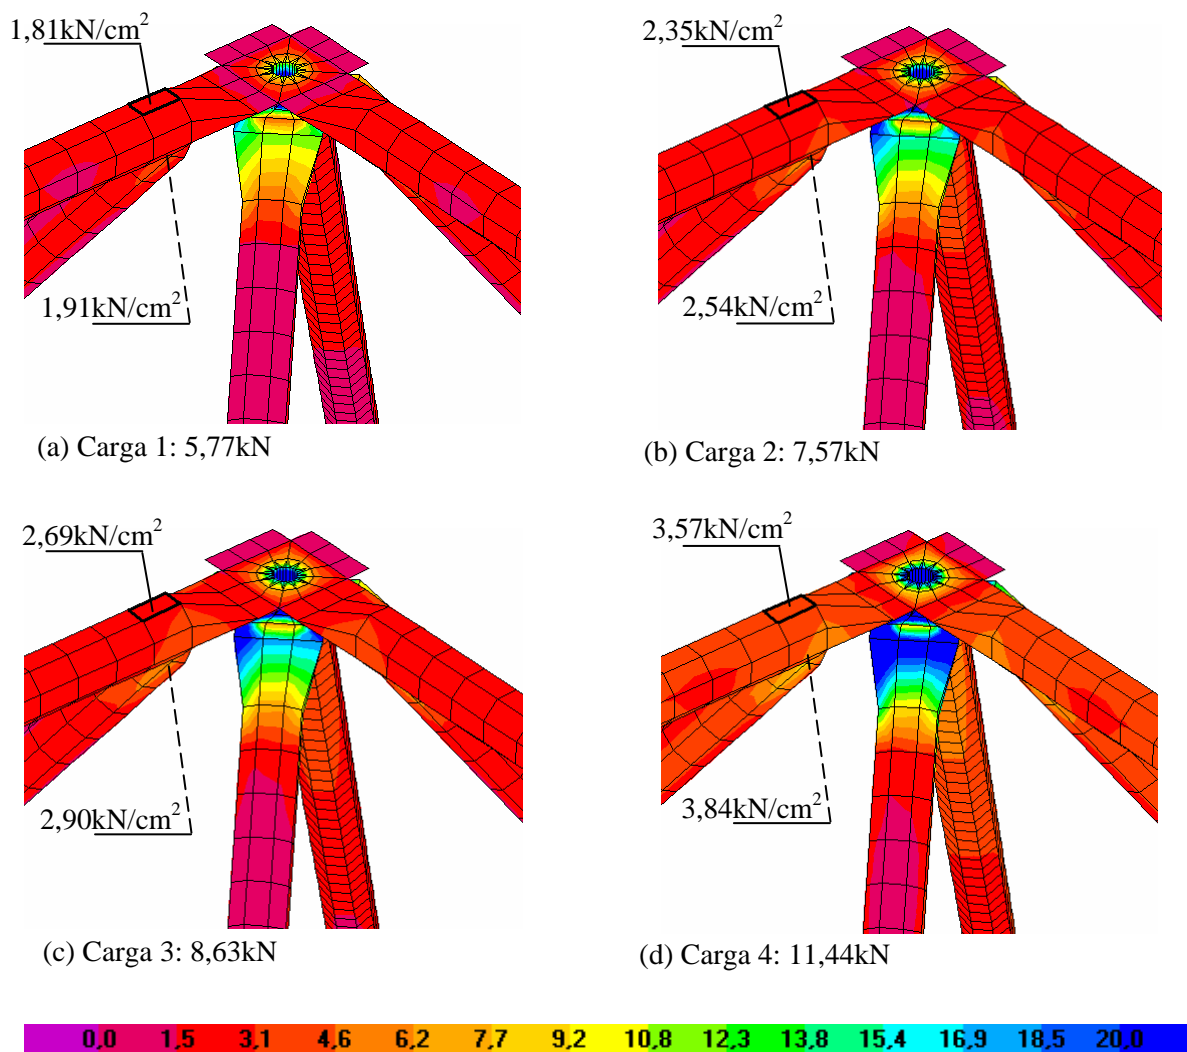 1,81kN/cm²
2,35kN/cm²
1,91kN/cm²
2,54kN/cm²
(a) Carga 1: 5,77kN
(b) Carga 2: 7,57kN
2,69kN/cm²
3,57kN/cm²
2,90kN/cm²
3,84kN/cm²
(c) Carga 3: 8,63kN
(d) Carga 4: 11,44kN
0,0 1,5 3,1 4,6 6,2 7,7 9,2 10,8 12,3 13,8 15,4 16,9 18,5 20,0